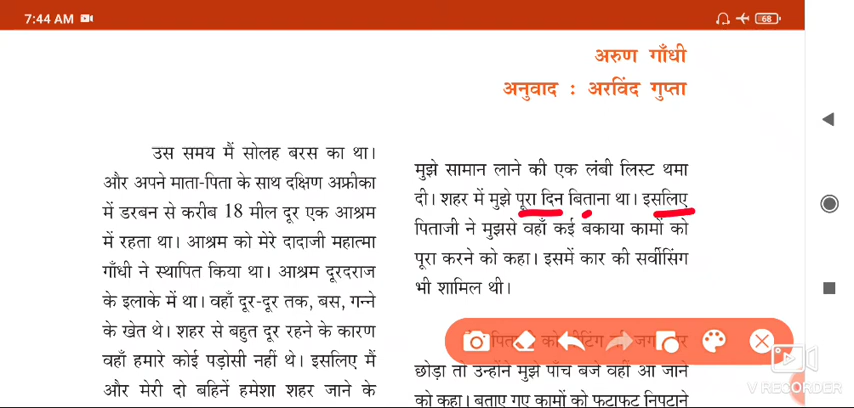 7:44 AM
68
अरुण गाँधी
अनुवाद : अरविंद गुप्ता
उस समय मैं सोलह बरस का था।
और अपने माता-पिता के साथ दक्षिण अफ्रीका
में डरबन से करीब 18 मील दूर एक आश्रम
में रहता था। आश्रम को मेरे दादाजी महात्मा
गाँधी ने स्थापित किया था। आश्रम दूरदराज
के इलाके में था। वहाँ दूर-दूर तक, बस, गन्ने
के खेत थे। शहर से बहुत दूर रहने के कारण
वहाँ हमारे कोई पड़ोसी नहीं थे। इसलिए मैं
और मेरी दो बहिनें हमेशा शहर जाने के
मुझे सामान लाने की एक लंबी लिस्ट थमा
दी। शहर में मुझे पूरा दिन बिताना था। इसलिए
पिताजी ने मुझसे वहाँ कई बकाया कामों को
पूरा करने को कहा। इसमें कार की सर्वीसिंग
भी शामिल थी।
को
छोड़ा तो उन्होंने मुझे पाँच बजे वहीं आ जाने
को कहा। बताए गए कामों को फटाफट निपटाने
V RECORDER